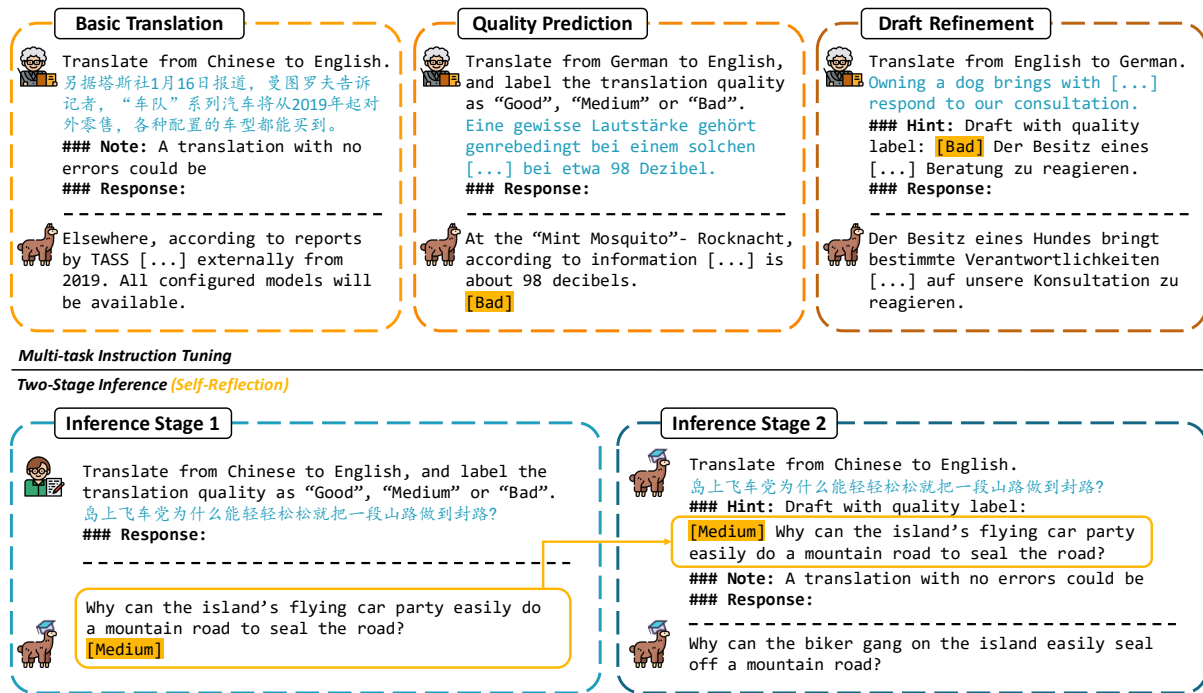 Basic Translation
Translate from Chinese to English.
另据塔斯社1月16日报道，曼图罗夫告诉
记者，“车队”系列汽车将从2019年起对
外零售，各种配置的车型都能买到。
### Note: A translation with no
errors could be
### Response:
Elsewhere, according to reports
by TASS [...] externally from
2019. All configured models will
be available.
Quality Prediction
Translate from German to English,
and label the translation quality
as “Good”, “Medium” or “Bad”.
Eine gewisse Lautstärke gehört
genrebedingt bei einem solchen
[...] bei etwa 98 Dezibel.
### Response:
At the “Mint Mosquito”- Rocknacht,
according to information [...] is
about 98 decibels.
[Bad]
Draft Refinement
Translate from English to German.
Owning a dog brings with [...]
respond to our consultation.
### Hint: Draft with quality
label: [Bad] Der Besitz eines
[...] Beratung zu reagieren.
### Response:
Der Besitz eines Hundes bringt
bestimmte Verantwortlichkeiten
[...] auf unsere Konsultation zu
reagieren.
Multi-task Instruction Tuning
Two-Stage Inference (Self-Reflection)
Inference Stage 1
Translate from Chinese to English, and label the
translation quality as “Good”, “Medium” or “Bad”.
岛上飞车党为什么能轻轻松松就把一段山路做到封路?
### Response:
Why can the island’s flying car party easily do
a mountain road to seal the road?
[Medium]
Inference Stage 2
Translate from Chinese to English.
岛上飞车党为什么能轻轻松松就把一段山路做到封路?
### Hint: Draft with quality label:
[Medium] Why can the island’s flying car party
easily do a mountain road to seal the road?
### Note: A translation with no errors could be
### Response:
Why can the biker gang on the island easily seal
off a mountain road?